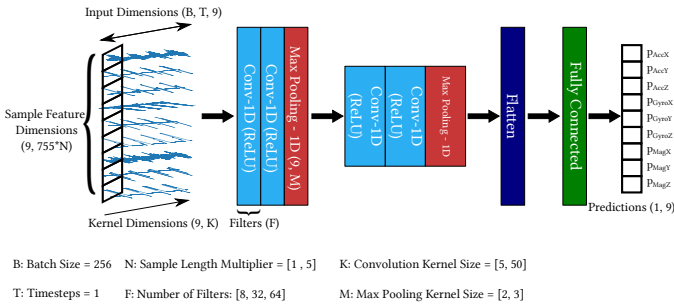 Input Dimensions (B, T, 9)
Sample Feature
Dimensions
(9, 755*N)
Kernel Dimensions (9, K)
Conv-1D (ReLU)
Conv-1D (ReLU)
Max Pooling - 1D (9, M)
Filters (F)
Conv-1D
(ReLU)
Conv-1D
(ReLU)
Max Pooling - 1D
Flatten
Fully Connected
PAccX
PAccY
PAccZ
PGyroX
PGyroY
PGyroZ
PMagX
PMagY
PMagZ
Predictions (1, 9)
B: Batch Size = 256 N: Sample Length Multiplier = [1 , 5] K: Convolution Kernel Size = [5, 50]
T: Timesteps = 1 F: Number of Filters: [8, 32, 64] M: Max Pooling Kernel Size = [2, 3]